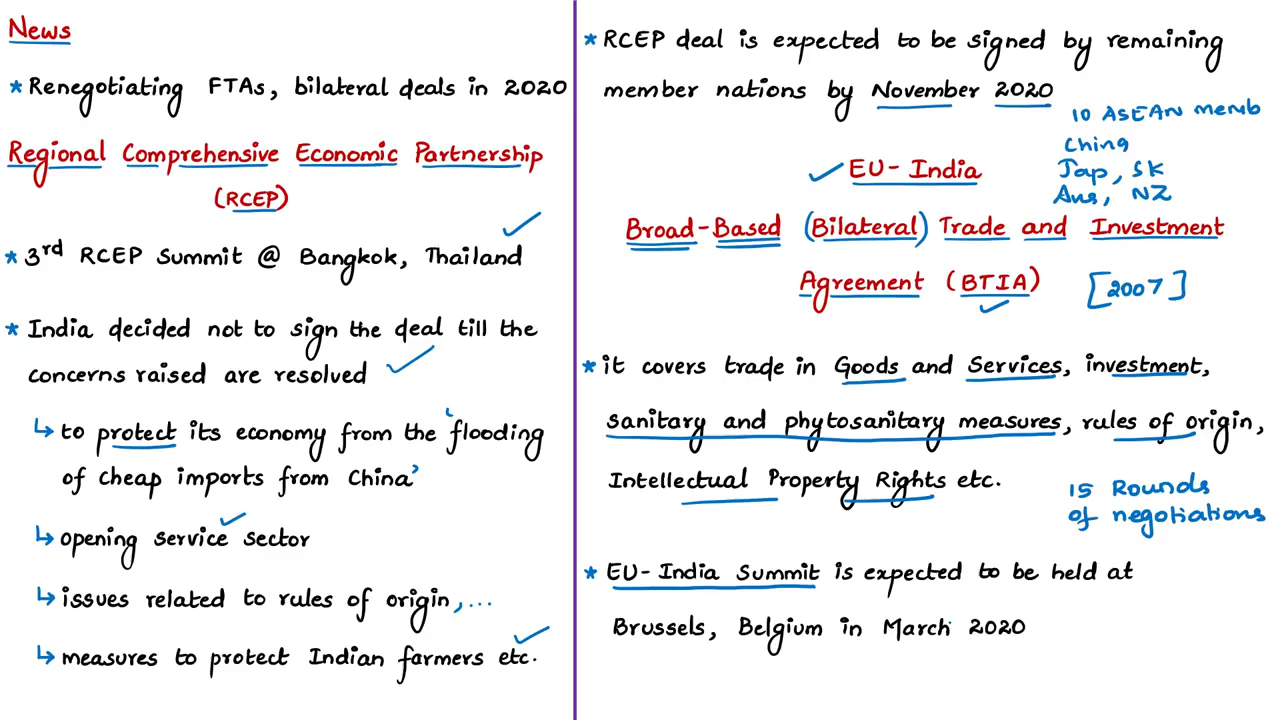 News
* Renegotiating FTAs, bilateral deals in 2020
Regional Comprehensive Economic Partnership
(RCEP)
* 3rd RCEP Summit @ Bangkok, Thailand
* India decided not to sign the deal till the
concerns raised are resolved
↳ to protect its economy from the 'flooding
of cheap imports from China'
↳ opening service sector
↳ issues related to rules of origin, ...
↳ measures to protect Indian farmers etc.
* RCEP deal is expected to be signed by remaining
member nations by November 2020
10 ASEAN memb
China
Jap, SK
Aus, NZ
EU- India
Broad-Based (Bilateral) Trade and Investment
Agreement (BTIA) [2007]
* it covers trade in Goods and Services, investment,
sanitary and phytosanitary measures, rules of origin,
Intellectual Property Rights etc.
15 Rounds
of negotiations
* EU-India Summit is expected to be held at
Brussels, Belgium in March 2020